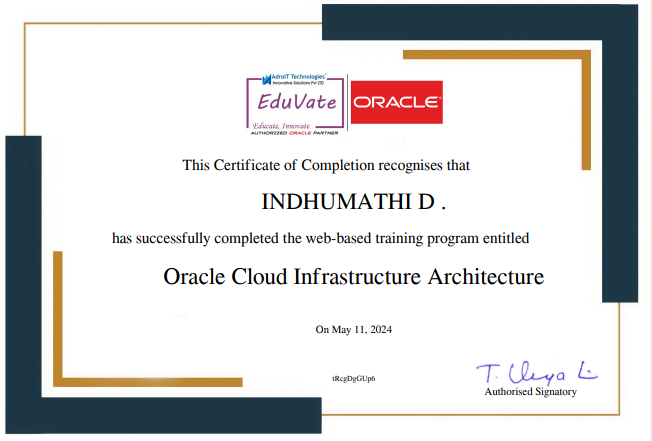 AdroIT Technologies
Innovative Solutions Pvt LTD
EduVate
Educate, Innovate
AUTHORIZED ORACLE PARTNER
ORACLE
This Certificate of Completion recognises that
INDHUMATHI D .
has successfully completed the web-based training program entitled
Oracle Cloud Infrastructure Architecture
On May 11, 2024
tRcgDgGUp6
Authorised Signatory